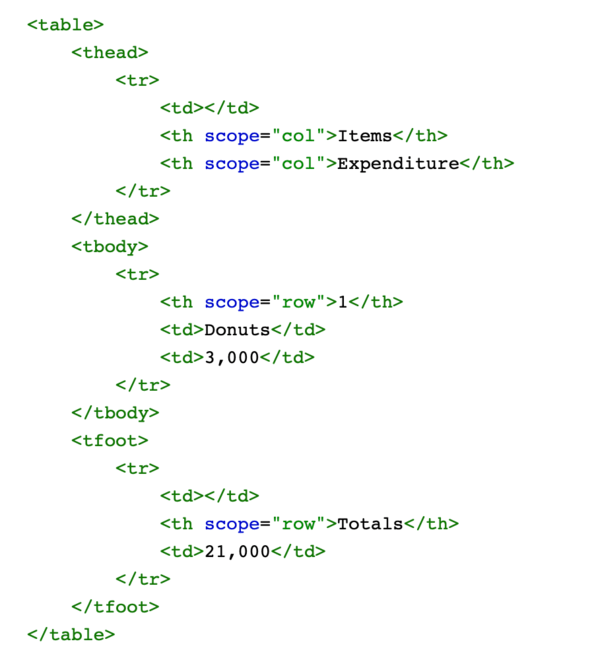 <table>
    <thead>
        <tr>
            <td></td>
            <th scope="col">Items</th>
            <th scope="col">Expenditure</th>
        </tr>
    </thead>
    <tbody>
        <tr>
            <th scope="row">1</th>
            <td>Donuts</td>
            <td>3,000</td>
        </tr>
    </tbody>
    <tfoot>
        <tr>
            <td></td>
            <th scope="row">Totals</th>
            <td>21,000</td>
        </tr>
    </tfoot>
</table>